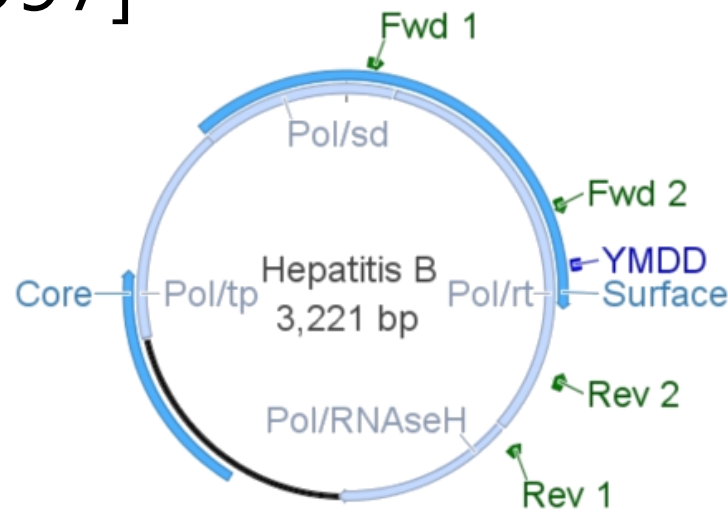 Fwd 1
Pol/sd
Fwd 2
Hepatitis B
YMDD
Core
Pol/tp
3,221 bp
Pol/rt
Surface
Rev 2
Pol/RNAseH
Rev 1